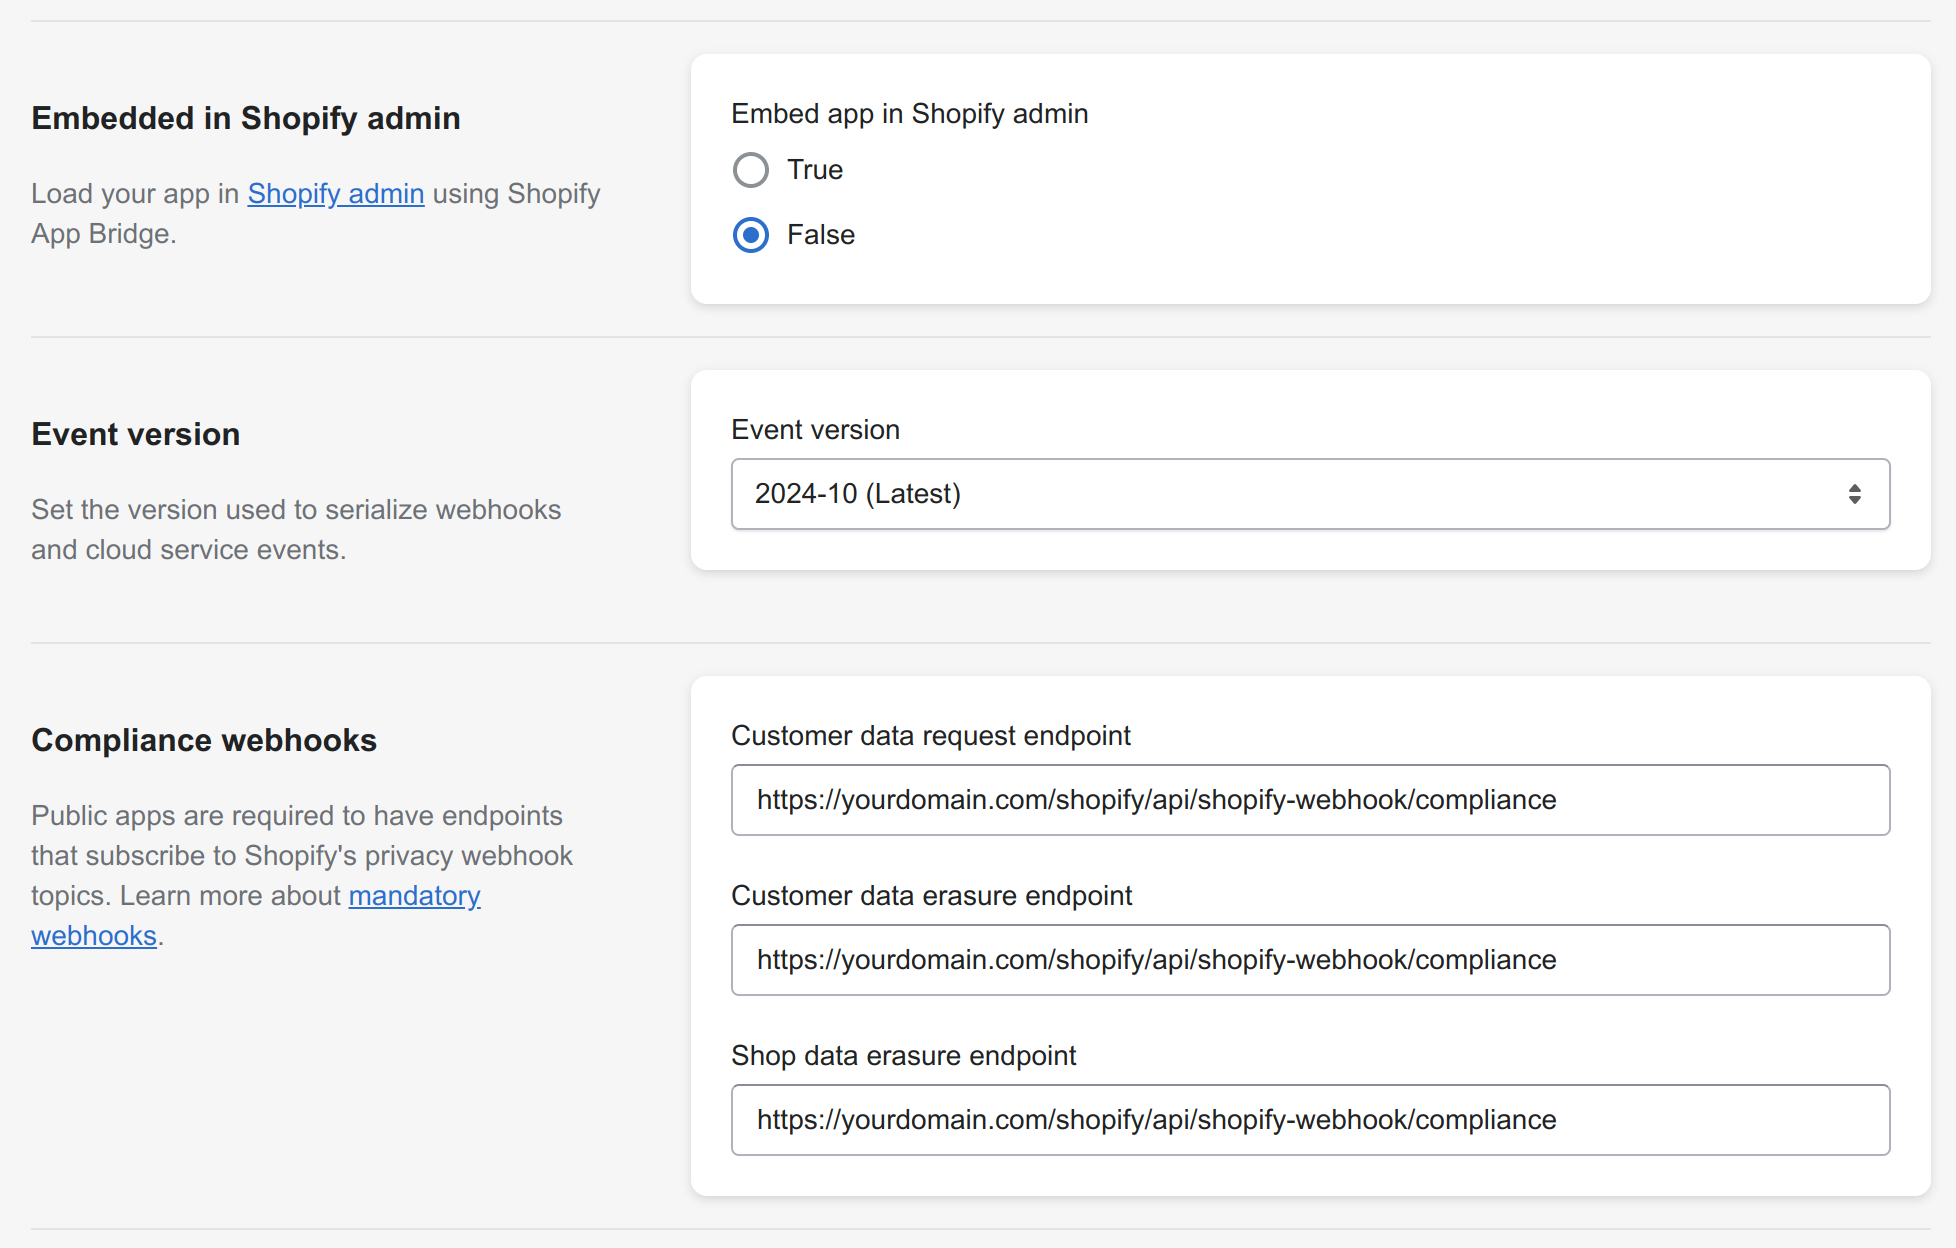 Embedded in Shopify admin
Load your app in Shopify admin using Shopify
App Bridge.
Embed app in Shopify admin
True
False
Event version
Set the version used to serialize webhooks
and cloud service events.
Event version
2024-10 (Latest)
Compliance webhooks
Public apps are required to have endpoints
that subscribe to Shopify's privacy webhook
topics. Learn more about mandatory
webhooks.
Customer data request endpoint
https://yourdomain.com/shopify/api/shopify-webhook/compliance
Customer data erasure endpoint
https://yourdomain.com/shopify/api/shopify-webhook/compliance
Shop data erasure endpoint
https://yourdomain.com/shopify/api/shopify-webhook/compliance